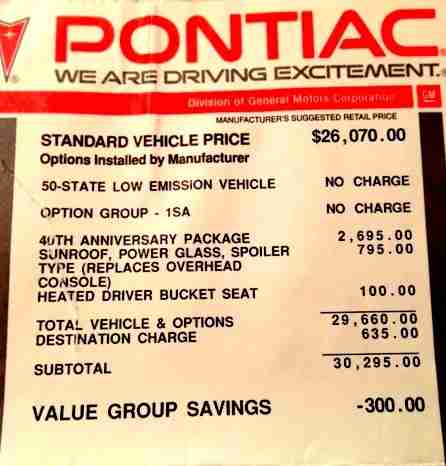 PONTIAC
WE ARE DRIVING EXCITEMENT.
Division of General Motors Corporation GM
MANUFACTURER'S SUGGESTED RETAIL PRICE
STANDARD VEHICLE PRICE $26,070.00
Options Installed by Manufacturer
50-STATE LOW EMISSION VEHICLE NO CHARGE
OPTION GROUP - 1SA NO CHARGE
40TH ANNIVERSARY PACKAGE 2,695.00
SUNROOF, POWER GLASS, SPOILER 795.00
TYPE (REPLACES OVERHEAD
CONSOLE)
HEATED DRIVER BUCKET SEAT 100.00
TOTAL VEHICLE & OPTIONS 29,660.00
DESTINATION CHARGE 635.00
SUBTOTAL 30,295.00
VALUE GROUP SAVINGS -300.00